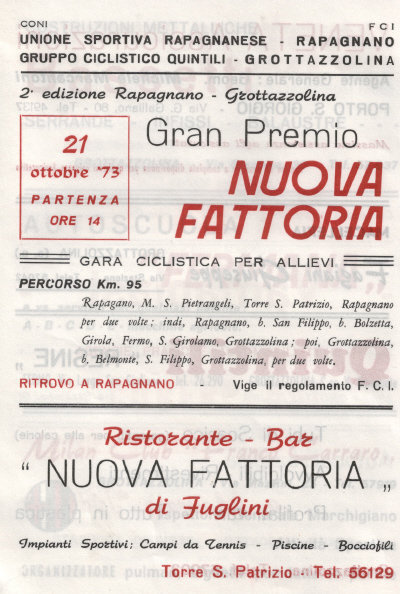 CONI F C I
UNIONE SPORTIVA RAPAGNANESE - RAPAGNANO
GRUPPO CICLISTICO QUINTILI - GROTTAZZOLINA
2ª edizione Rapagnano - Grottazzolina
21
ottobre '73
PARTENZA
ORE 14
Gran Premio
NUOVA
FATTORIA
GARA CICLISTICA PER ALLIEVI
PERCORSO Km. 95
Rapagano, M. S. Pietrangeli, Torre S. Patrizio, Rapagnano
per due volte; indi, Rapagnano, b. San Filippo, b. Bolzetta,
Girola, Fermo, S. Girolamo, Grottazzolina; poi, Grottazzolina,
b. Belmonte, S. Filippo, Grottazzolina, per due volte.
RITROVO A RAPAGNANO Vige il regolamento F. C. I.
Ristorante - Bar
“ NUOVA FATTORIA „
di Fuglini
Impianti Sportivi; Campi da Tennis - Piscine - Bocciofili
Torre S. Patrizio - Tel. 56129